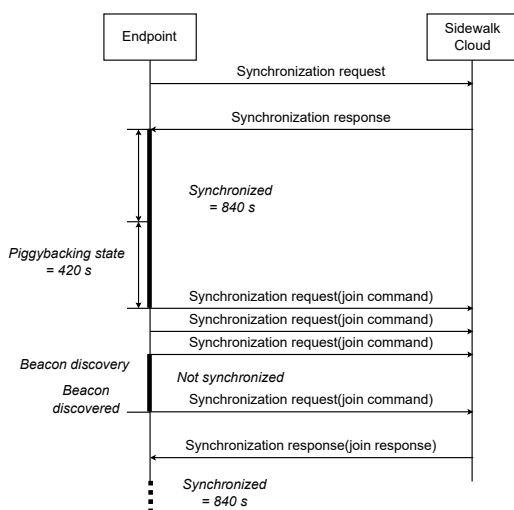 Endpoint
Sidewalk
Cloud
Synchronization request
Synchronization response
Synchronized
= 840 s
Piggybacking state
= 420 s
Synchronization request(join command)
Synchronization request(join command)
Synchronization request(join command)
Beacon discovery
Not synchronized
Beacon
discovered
Synchronization request(join command)
Synchronization response(join response)
Synchronized
= 840 s